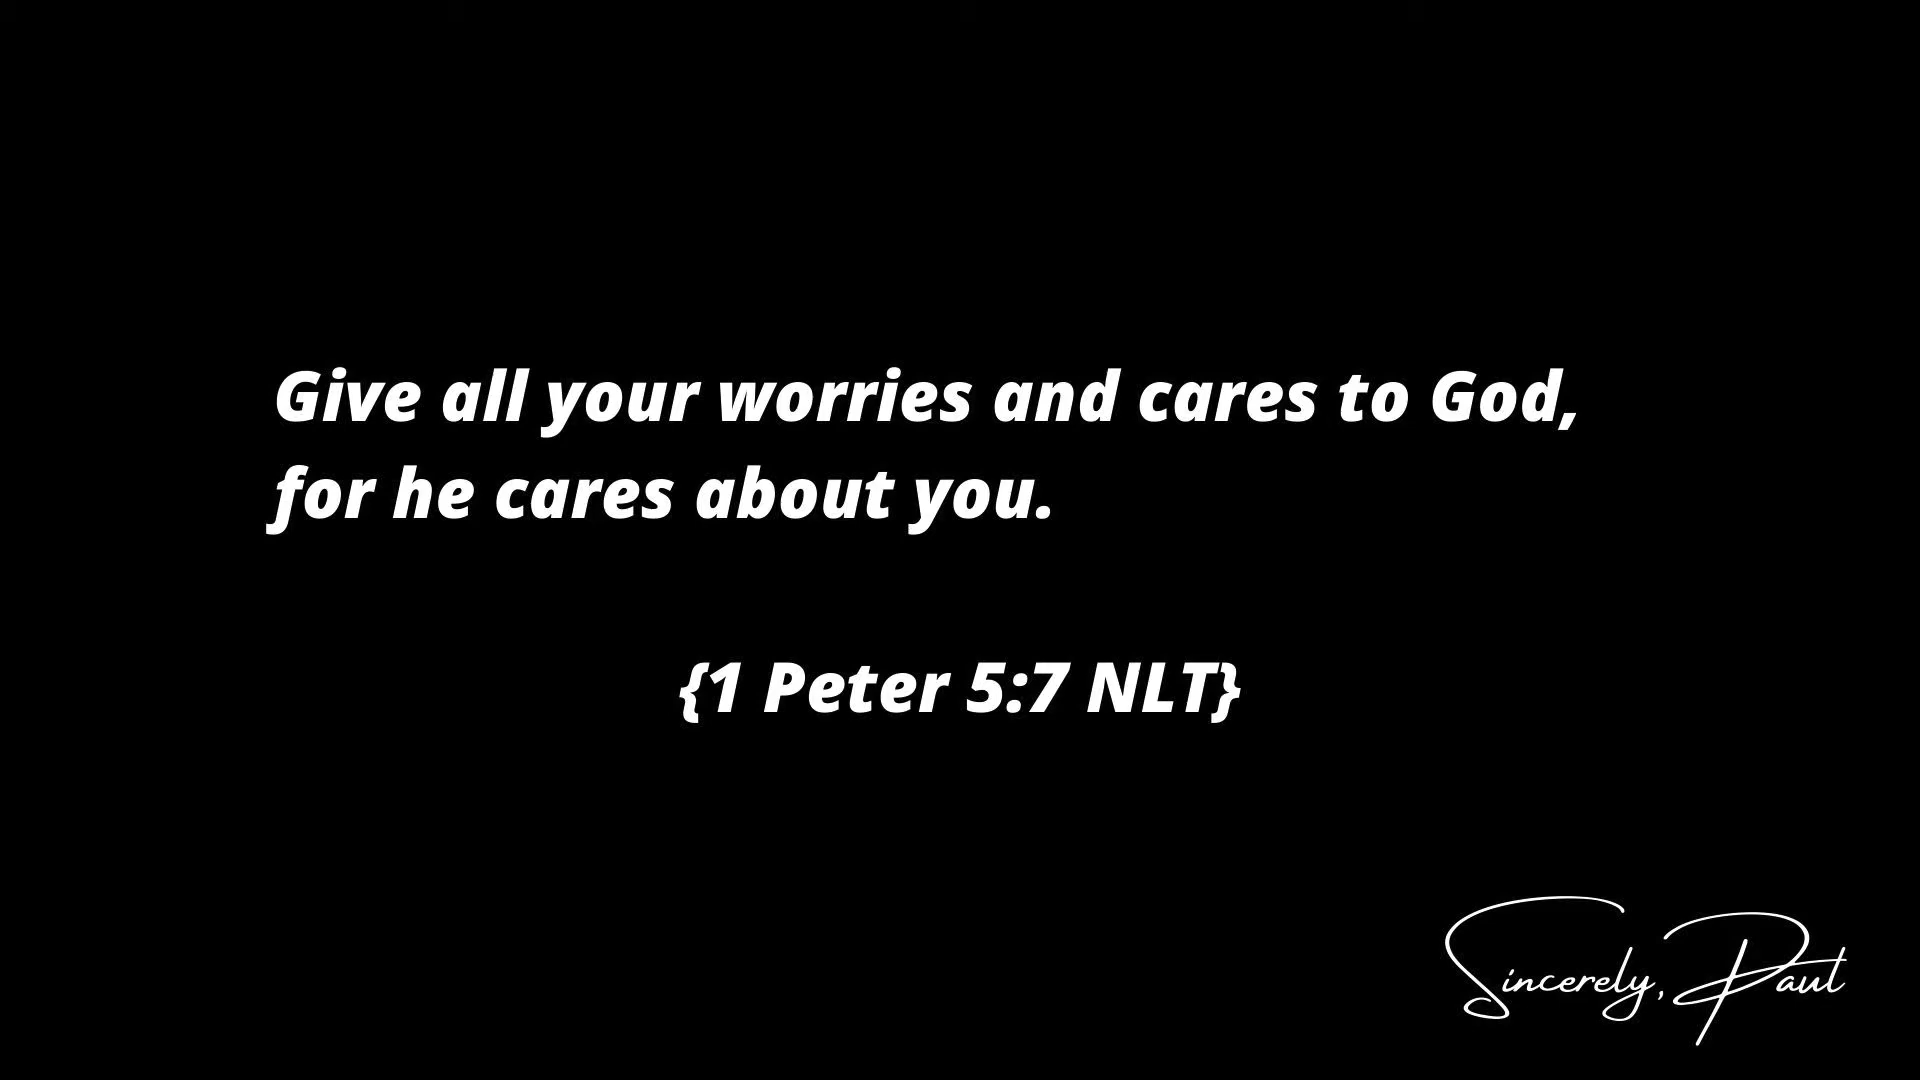 Give all your worries and cares to God,
for he cares about you.
{1 Peter 5:7 NLT}
Sincerely, Paul